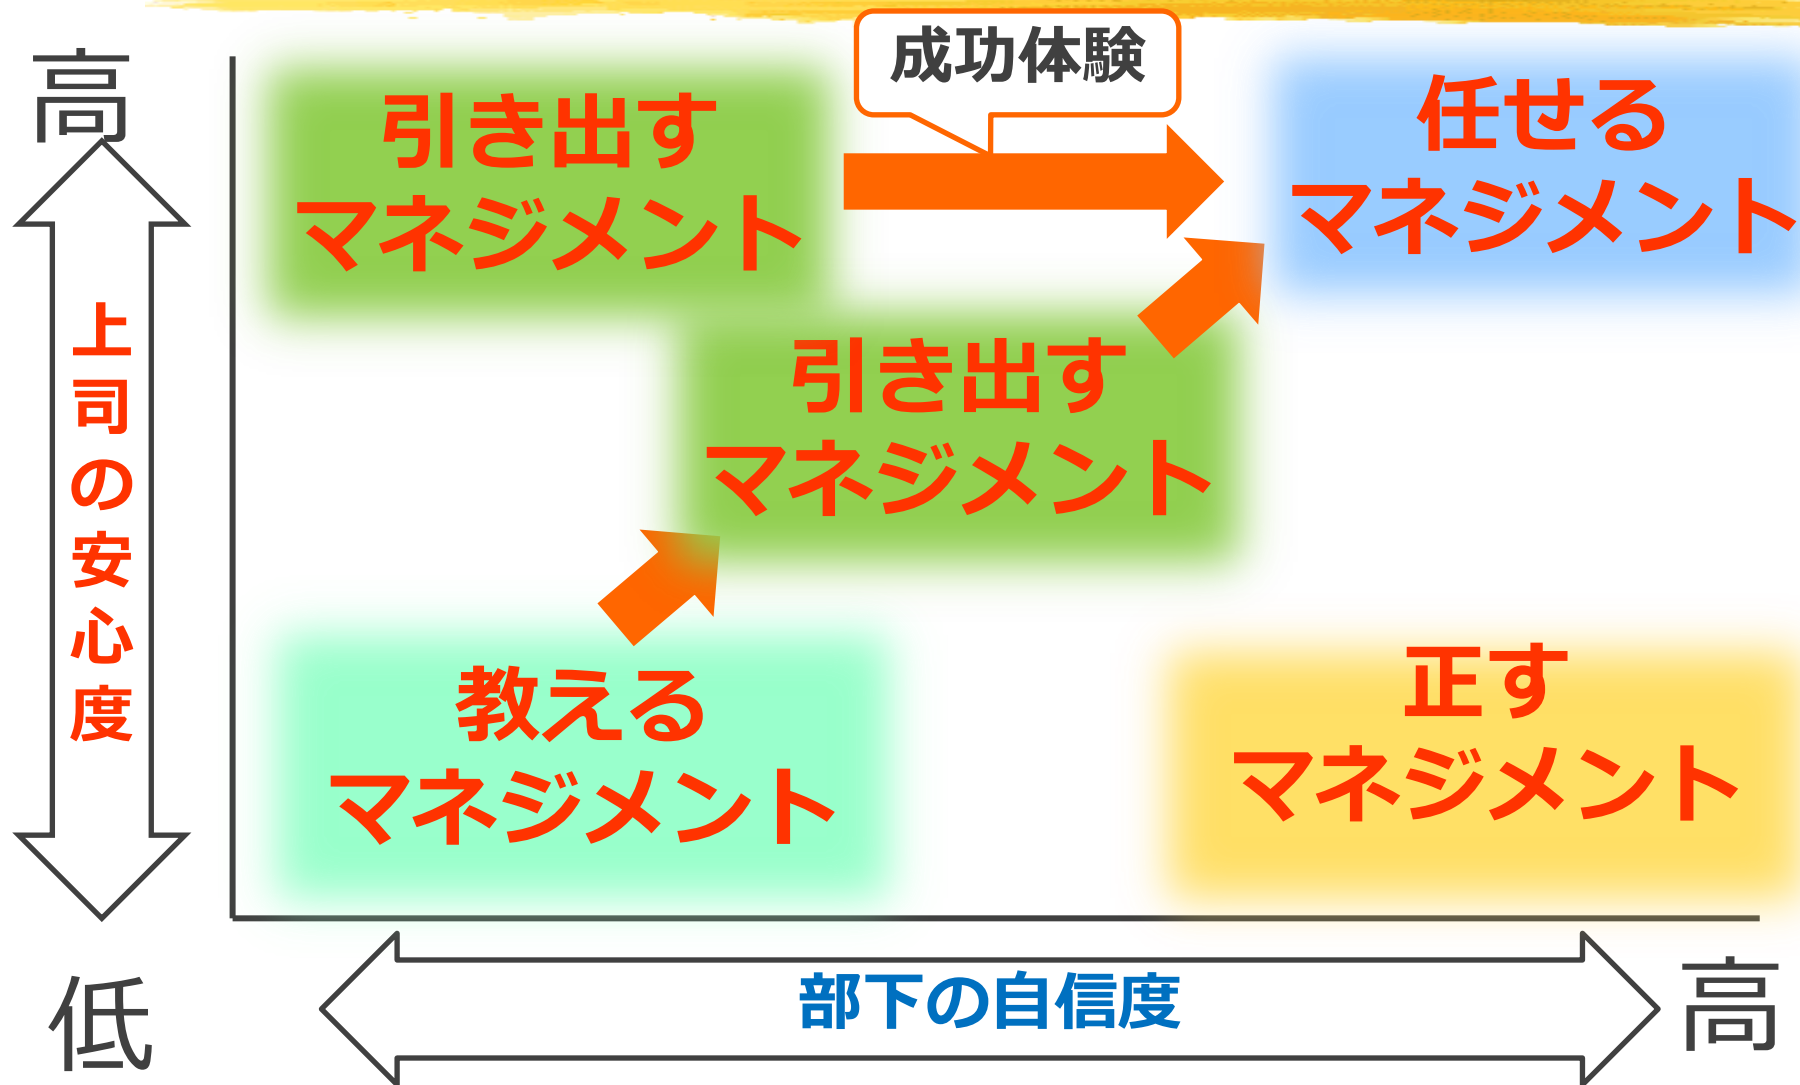 高
成功体験
引き出す
マネジメント
任せる
マネジメント
上司の安心度
引き出す
マネジメント
教える
マネジメント
正す
マネジメント
低
部下の自信度
高